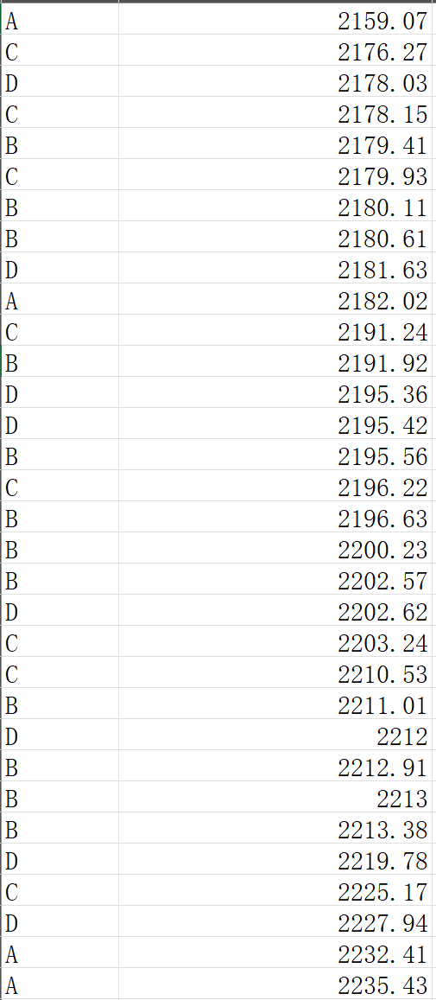 A 2159.07
C 2176.27
D 2178.03
C 2178.15
B 2179.41
C 2179.93
B 2180.11
B 2180.61
D 2181.63
A 2182.02
C 2191.24
B 2191.92
D 2195.36
D 2195.42
B 2195.56
C 2196.22
B 2196.63
B 2200.23
B 2202.57
D 2202.62
C 2203.24
C 2210.53
B 2211.01
D 2212
B 2212.91
B 2213
B 2213.38
D 2219.78
C 2225.17
D 2227.94
A 2232.41
A 2235.43